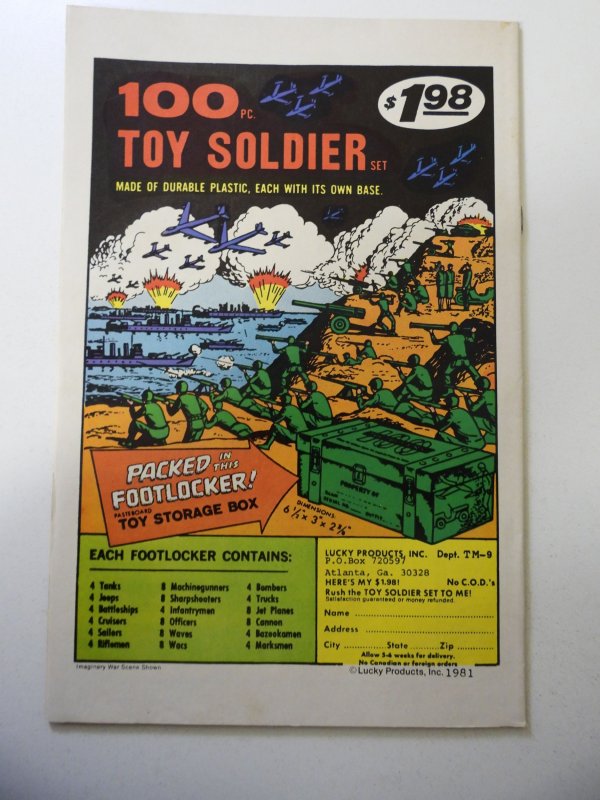 100 PC.
$1.98
TOY SOLDIER SET
MADE OF DURABLE PLASTIC, EACH WITH ITS OWN BASE.
PACKED IN THIS
FOOTLOCKER!
PASTEBOARD
TOY STORAGE BOX
DIMENSIONS:
6 1/2" x 3" x 2 3/8"
PROPERTY OF
EACH FOOTLOCKER CONTAINS:
4 Tanks
4 Jeeps
4 Battleships
4 Cruisers
4 Sailors
4 Riflemen
8 Machinegunners
8 Sharpshooters
4 Infantrymen
8 Officers
8 Waves
8 Wacs
4 Bombers
4 Trucks
8 Jet Planes
8 Cannon
4 Bazookamen
4 Marksmen
LUCKY PRODUCTS, INC. Dept. TM-9
P.O.Box 720597
Atlanta, Ga. 30328
HERE'S MY $1.98! No C.O.D.'s
Rush the TOY SOLDIER SET TO ME!
Satisfaction guaranteed or money refunded.
Name
Address
City State Zip
Allow 3-6 weeks for delivery.
No Canadian or foreign orders
Imaginary War Scene Shown
©Lucky Products, Inc. 1981